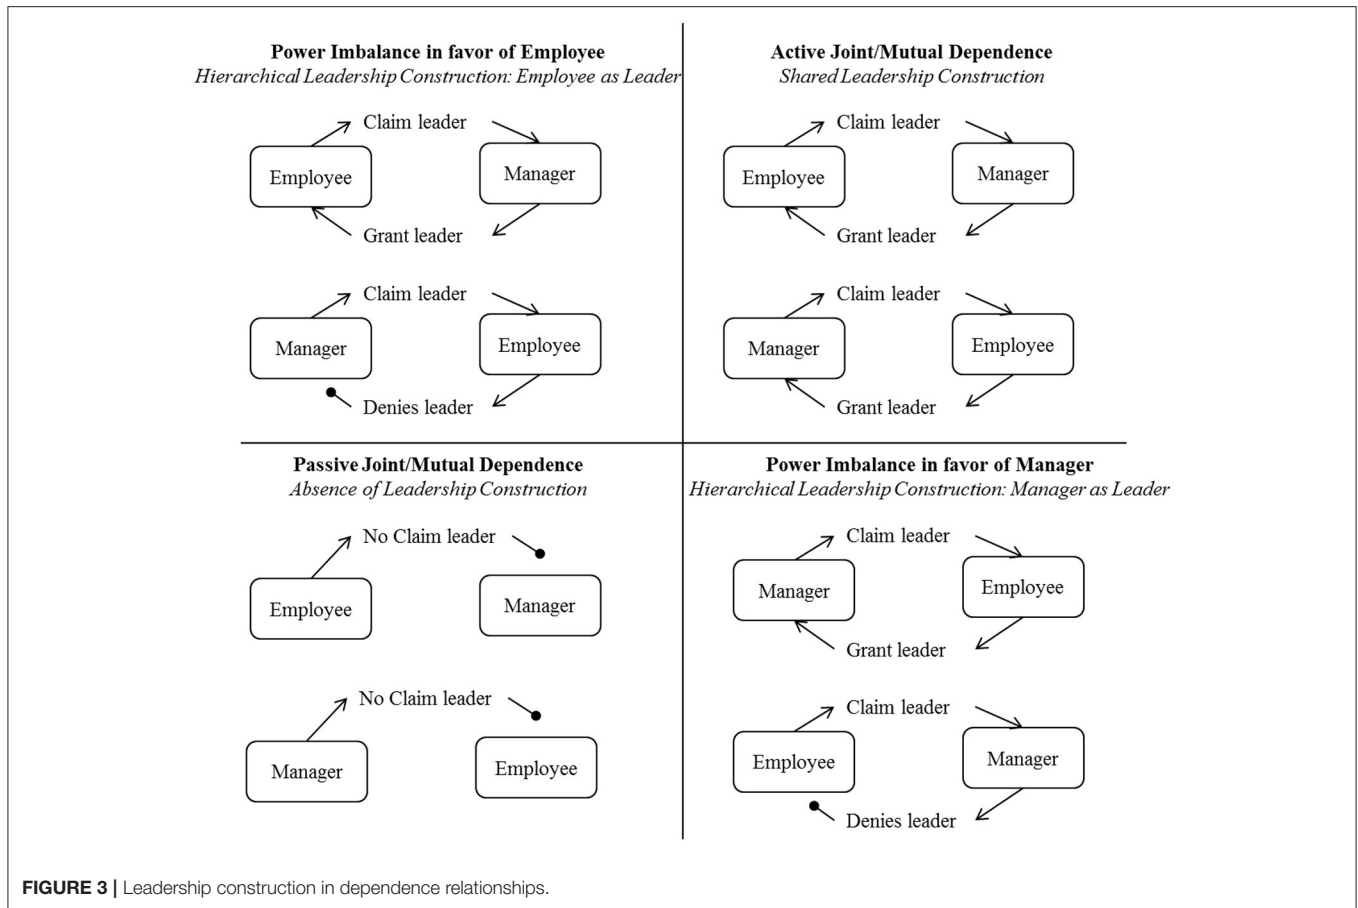 Power Imbalance in favor of Employee
Hierarchical Leadership Construction: Employee as Leader
Claim leader
Employee
Manager
Grant leader
Claim leader
Manager
Employee
Denies leader
Active Joint/Mutual Dependence
Shared Leadership Construction
Claim leader
Employee
Manager
Grant leader
Claim leader
Manager
Employee
Grant leader
Passive Joint/Mutual Dependence
Absence of Leadership Construction
No Claim leader
Employee
Manager
No Claim leader
Manager
Employee
Power Imbalance in favor of Manager
Hierarchical Leadership Construction: Manager as Leader
Claim leader
Manager
Employee
Grant leader
Claim leader
Employee
Manager
Denies leader
FIGURE 3 | Leadership construction in dependence relationships.